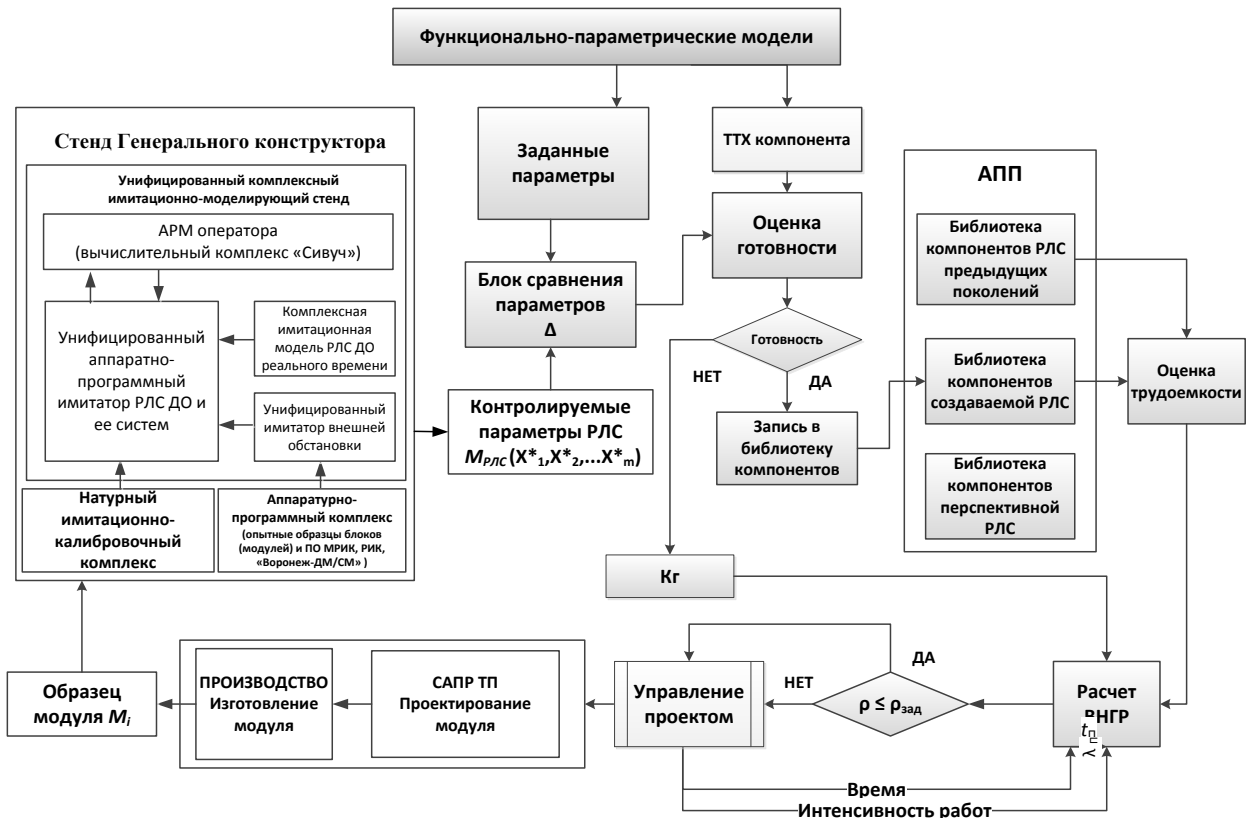 Функционально-параметрические модели
Стенд Генерального конструктора
Унифицированный комплексный
имитационно-моделирующий стенд
АРМ оператора
(вычислительный комплекс «Сивуч»)
Унифицированный
аппаратно-
программный
имитатор РЛС ДО и
ее систем
Комплексная
имитационная
модель РЛС ДО
реального времени
Унифицированный
имитатор внешней
обстановки
Натурный
имитационно-
калибровочный
комплекс
Аппаратурно-
программный комплекс
(опытные образцы блоков
(модулей) и ПО МРИК, РИК,
«Воронеж-ДМ/СМ» )
Заданные
параметры
Блок сравнения
параметров
Δ
Контролируемые
параметры РЛС
МРЛС (X*1,X*2,...X*m)
ТТХ компонента
Оценка
готовности
Готовность
НЕТ
ДА
Запись в
библиотеку
компонентов
АПП
Библиотека
компонентов РЛС
предыдущих
поколений
Библиотека
компонентов
создаваемой РЛС
Библиотека
компонентов
перспективной
РЛС
Оценка
трудоемкости
Кг
Образец
модуля Mi
ПРОИЗВОДСТВО
Изготовление
модуля
САПР ТП
Проектирование
модуля
Управление
проектом
НЕТ
ДА
ρ ≤ ρзад
Расчет
ВНГР
tп
λп
Время
Интенсивность работ